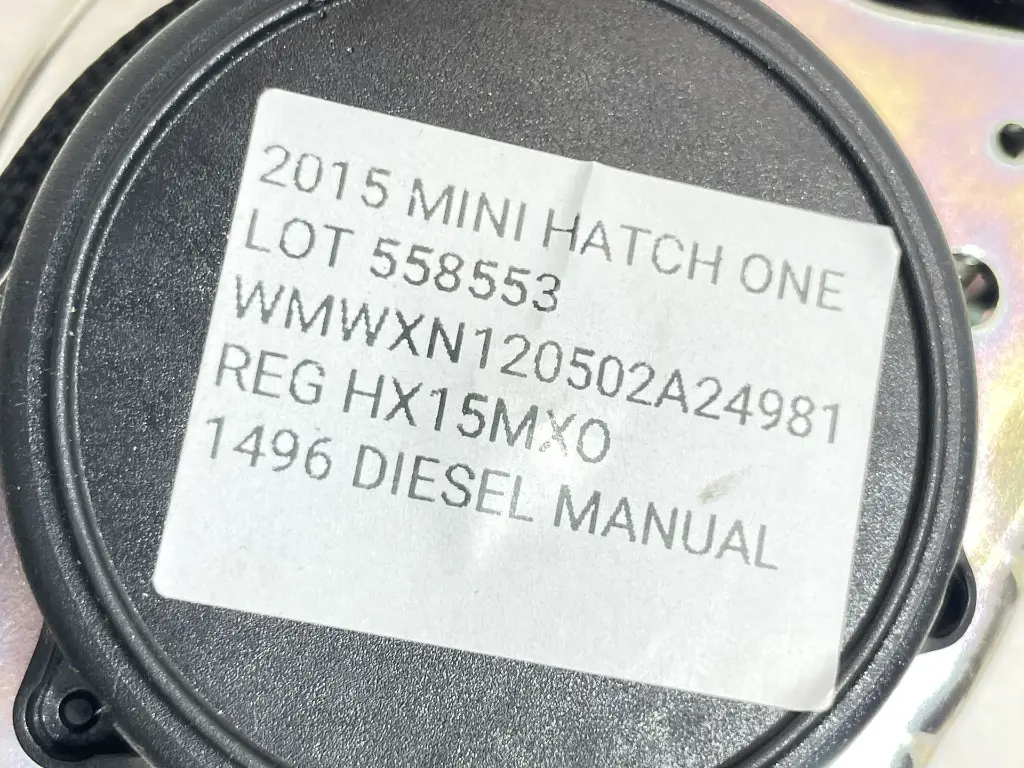 2015 MINI HATCH ONE
LOT 558553
WMWXN120502A24981
REG HX15MXO
1496 DIESEL MANUAL